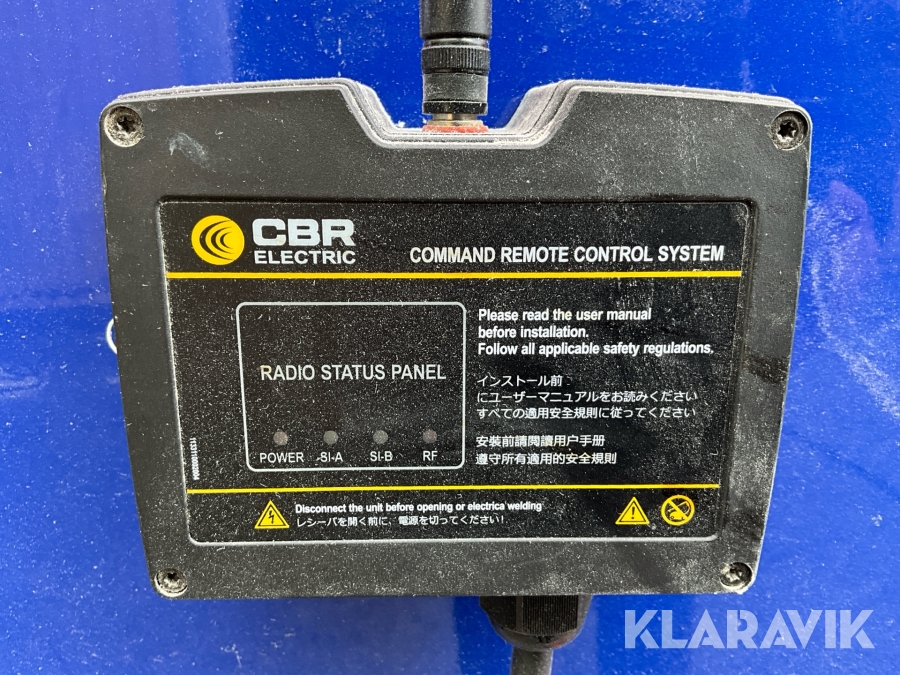 CBR
ELECTRIC
COMMAND REMOTE CONTROL SYSTEM
RADIO STATUS PANEL
POWER SI-A SI-B RF
Please read the user manual
before installation.
Follow all applicable safety regulations.
インストール前
にユーザーマニュアルをお読みください
すべての適用安全規則に従ってください
安裝前請閲讀用户手册
遵守所有適用的安全規則
Disconnect the unit before opening or electrica welding
レシーバを開く前に、電源を切ってください!
KLARAVIK